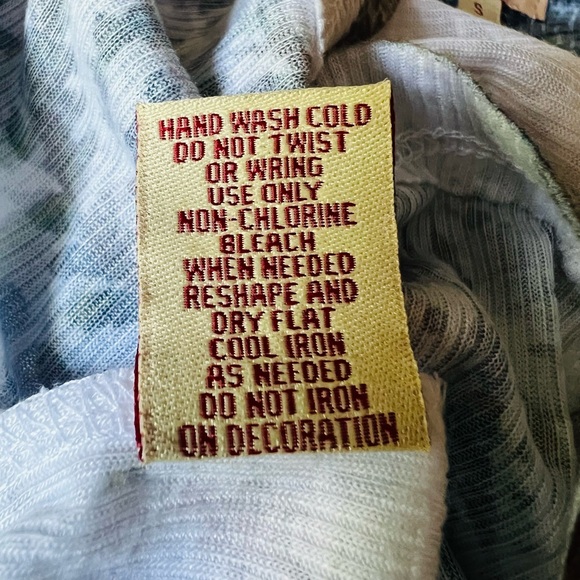 S
HAND WASH COLD
DO NOT TWIST
OR WRING
USE ONLY
NON-CHLORINE
BLEACH
WHEN NEEDED
RESHAPE AND
DRY FLAT
COOL IRON
AS NEEDED
DO NOT IRON
ON DECORATION